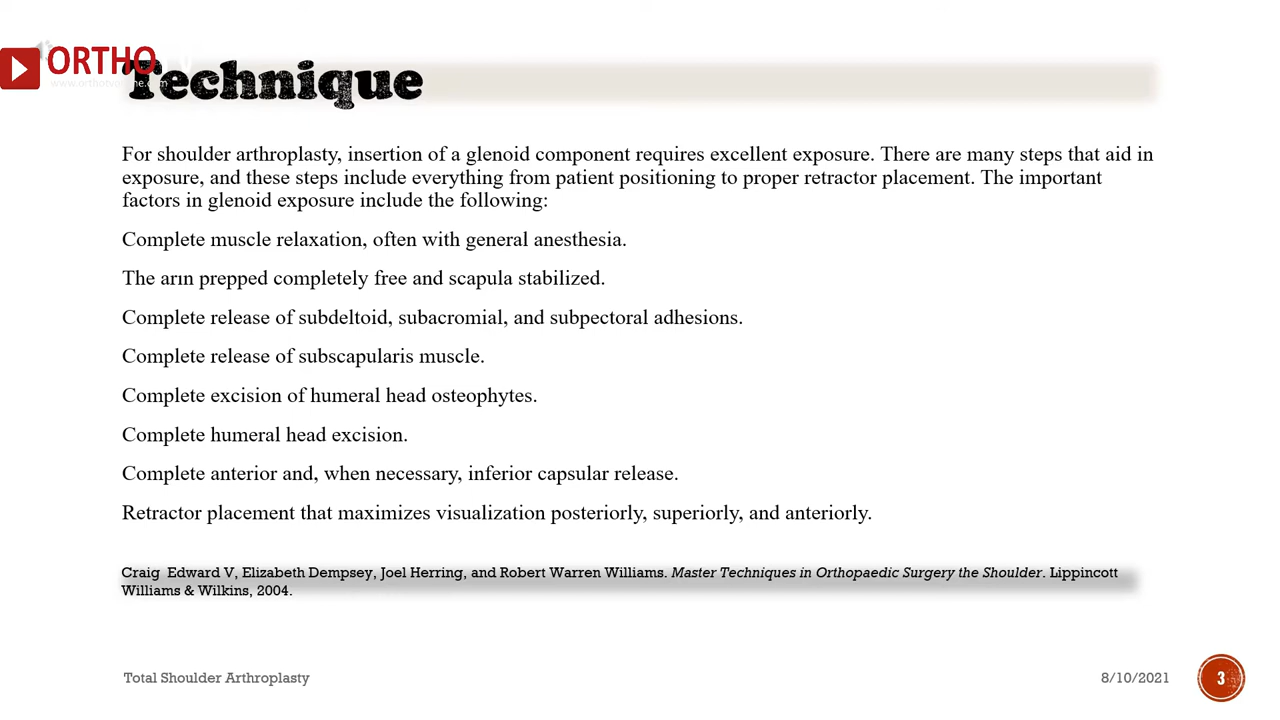 ORTHO
www.orthotvonline.com
Technique
For shoulder arthroplasty, insertion of a glenoid component requires excellent exposure. There are many steps that aid in
exposure, and these steps include everything from patient positioning to proper retractor placement. The important
factors in glenoid exposure include the following:
Complete muscle relaxation, often with general anesthesia.
The arın prepped completely free and scapula stabilized.
Complete release of subdeltoid, subacromial, and subpectoral adhesions.
Complete release of subscapularis muscle.
Complete excision of humeral head osteophytes.
Complete humeral head excision.
Complete anterior and, when necessary, inferior capsular release.
Retractor placement that maximizes visualization posteriorly, superiorly, and anteriorly.
Craig Edward V, Elizabeth Dempsey, Joel Herring, and Robert Warren Williams. Master Techniques in Orthopaedic Surgery the Shoulder. Lippincott
Williams & Wilkins, 2004.
Total Shoulder Arthroplasty
8/10/2021
3